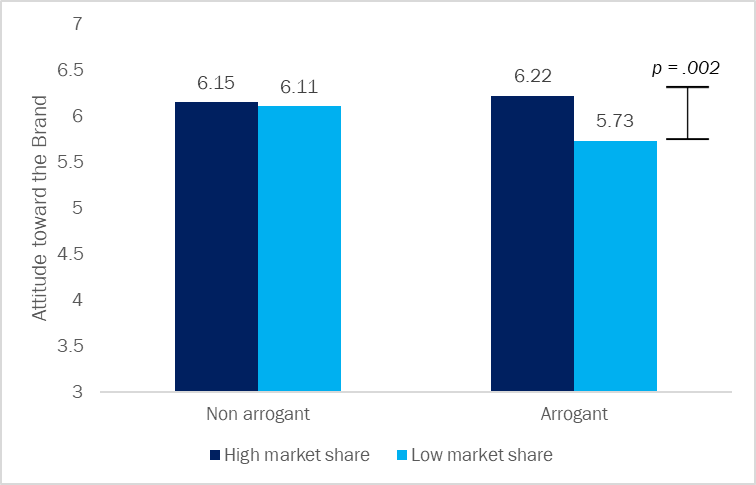 7
6.5
6
5.5
5
4.5
4
3.5
3
Attitude toward the Brand
6.15
6.11
6.22
5.73
p = .002
Non arrogant
Arrogant
High market share
Low market share